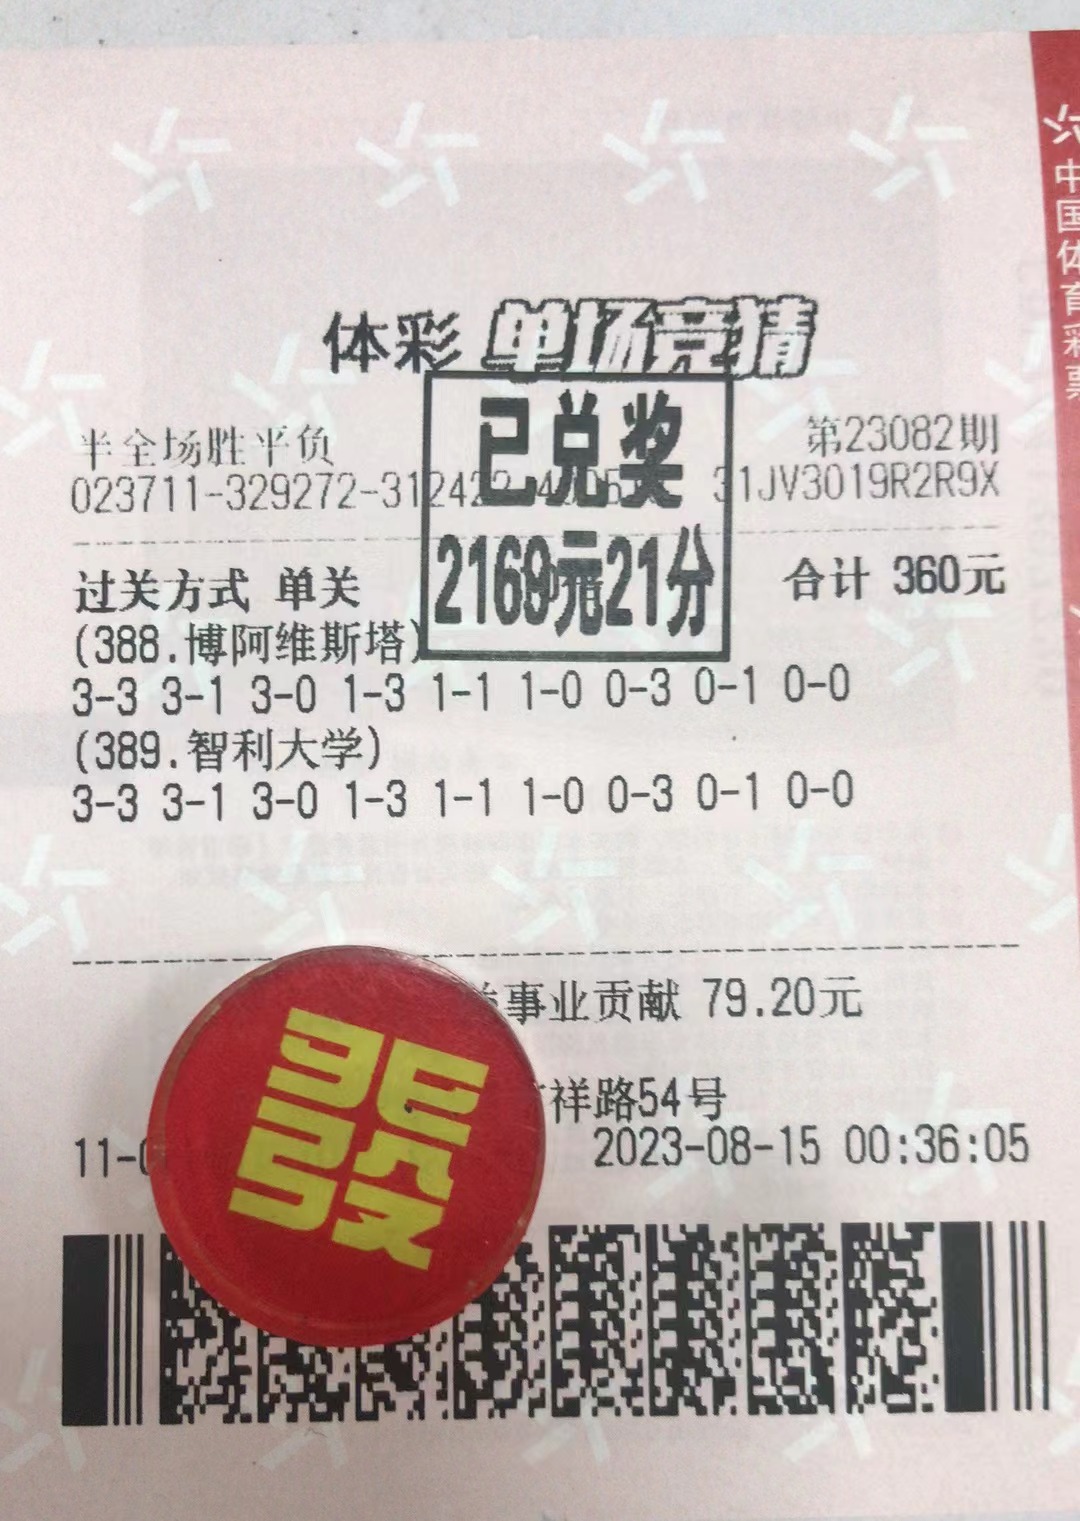 中国体育彩票
体彩 单场竞猜
已兑奖
2169元21分
半全场胜平负 第23082期
023711-329272-312422 31JV3019R2R9X
过关方式 单关 合计 360元
(388.博阿维斯塔)
3-3 3-1 3-0 1-3 1-1 1-0 0-3 0-1 0-0
(389.智利大学)
3-3 3-1 3-0 1-3 1-1 1-0 0-3 0-1 0-0
事业贡献 79.20元
祥路54号
11-0 2023-08-15 00:36:05
發